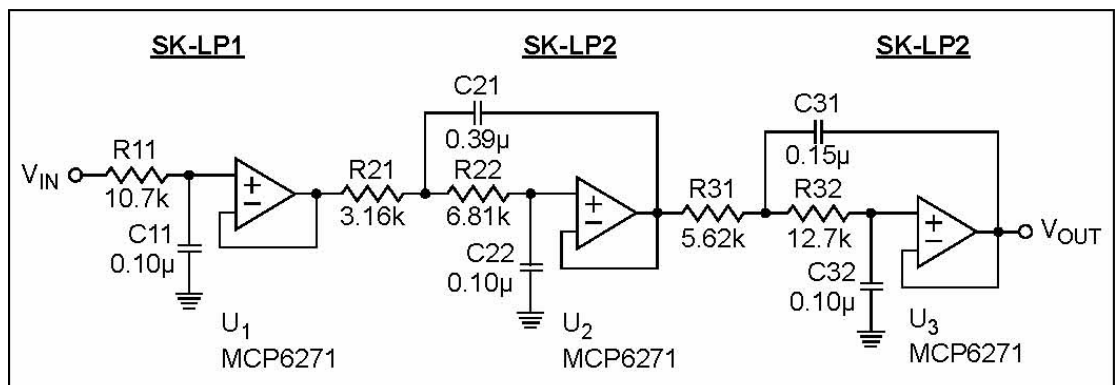 SK-LP1
SK-LP2
SK-LP2
C21
0.39µ
C31
0.15µ
VIN
R11
10.7k
R21
3.16k
R22
6.81k
R31
5.62k
R32
12.7k
VOUT
C11
0.10µ
C22
0.10µ
C32
0.10µ
U1
MCP6271
U2
MCP6271
U3
MCP6271